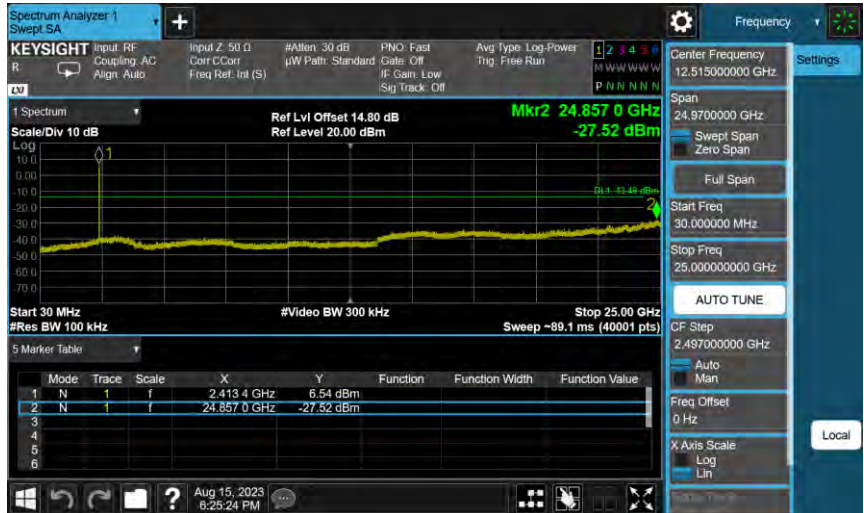 Spectrum Analyzer 1
Swept SA
+
Frequency
KEYSIGHT
R
LXI
Input: RF
Coupling: AC
Align: Auto
Input Z: 50 Ω
Corr CCorr
Freq Ref: Int (S)
#Atten: 30 dB
µW Path: Standard
PNO: Fast
Gate: Off
IF Gain: Low
Sig Track: Off
Avg Type: Log-Power
Trig: Free Run
1 2 3 4 5 6
M W W W W W
P N N N N N
Center Frequency
12.515000000 GHz
Settings
Span
24.9700000 GHz
Swept Span
Zero Span
Full Span
Start Freq
30.000000 MHz
Stop Freq
25.000000000 GHz
AUTO TUNE
CF Step
2.497000000 GHz
Auto
Man
Freq Offset
0 Hz
X Axis Scale
Log
Lin
Local
1 Spectrum
Scale/Div 10 dB
Ref Lvl Offset 14.80 dB
Ref Level 20.00 dBm
Mkr2 24.857 0 GHz
-27.52 dBm
Log
10.0
0.00
-10.0
-20.0
-30.0
-40.0
-50.0
-60.0
-70.0
1
2
Start 30 MHz
#Res BW 100 kHz
#Video BW 300 kHz
Stop 25.00 GHz
Sweep ~89.1 ms (40001 pts)
5 Marker Table
Mode Trace Scale X Y Function Function Width Function Value
1 N 1 f 2.413 4 GHz 6.54 dBm
2 N 1 f 24.857 0 GHz -27.52 dBm
3
4
5
6
?
Aug 15, 2023
6:25:24 PM